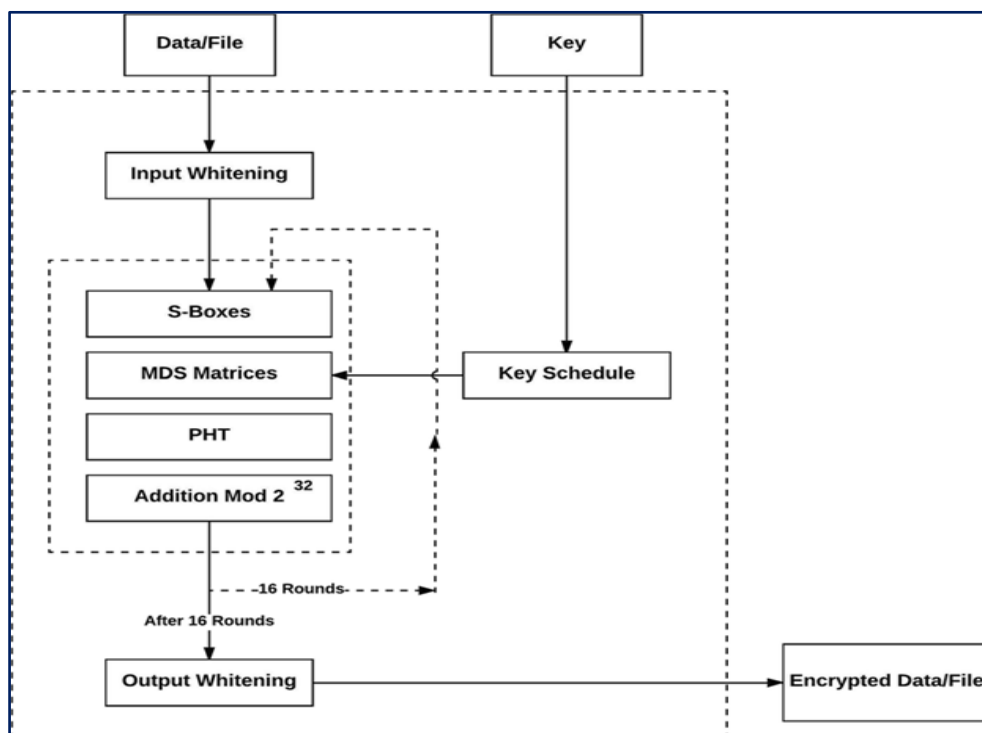 Data/File
Key
Input Whitening
S-Boxes
MDS Matrices
Key Schedule
PHT
Addition Mod 2 32
16 Rounds
After 16 Rounds
Output Whitening
Encrypted Data/File